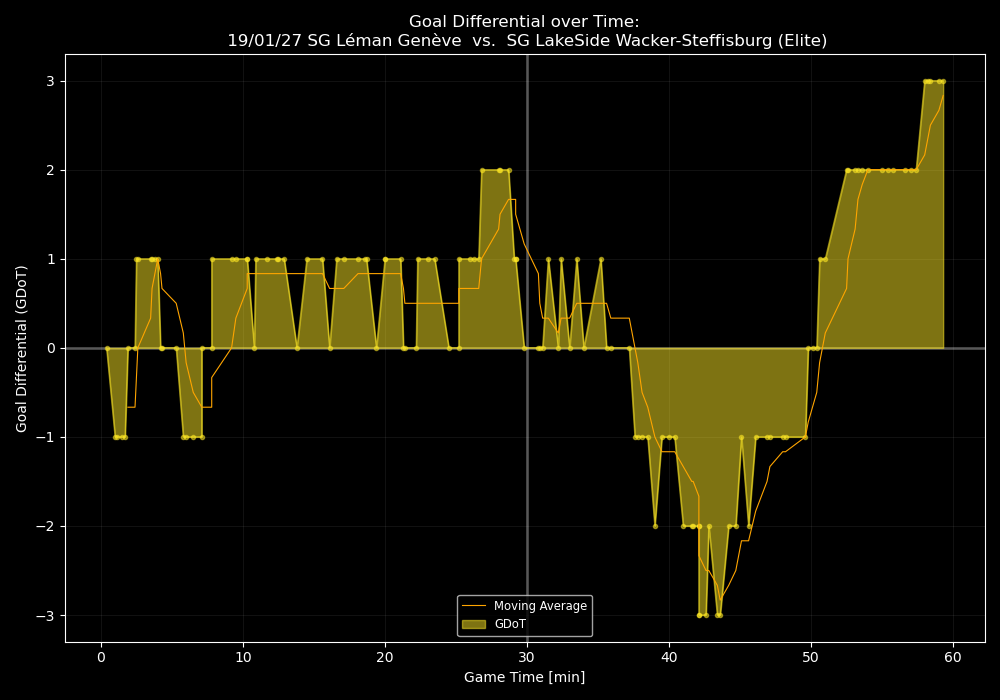 Goal Differential over Time:
19/01/27 SG Léman Genève  vs.  SG LakeSide Wacker-Steffisburg (Elite)
Goal Differential (GDoT)
3
2
1
0
−1
−2
−3
Moving Average
GDoT
0 10 20 30 40 50 60
Game Time [min]